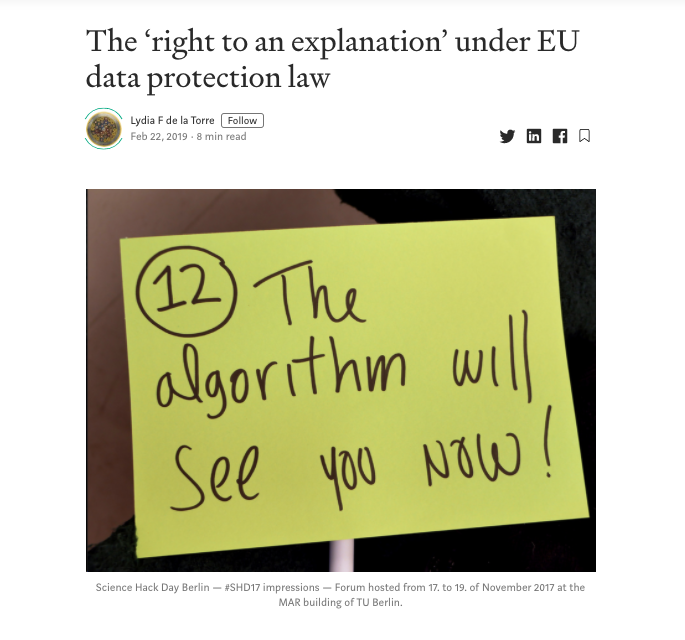 The ‘right to an explanation’ under EU
data protection law
Lydia F de la Torre Follow
Feb 22, 2019 · 8 min read
12 The
algorithm will
See you Now!
Science Hack Day Berlin — #SHD17 impressions — Forum hosted from 17. to 19. of November 2017 at the
MAR building of TU Berlin.